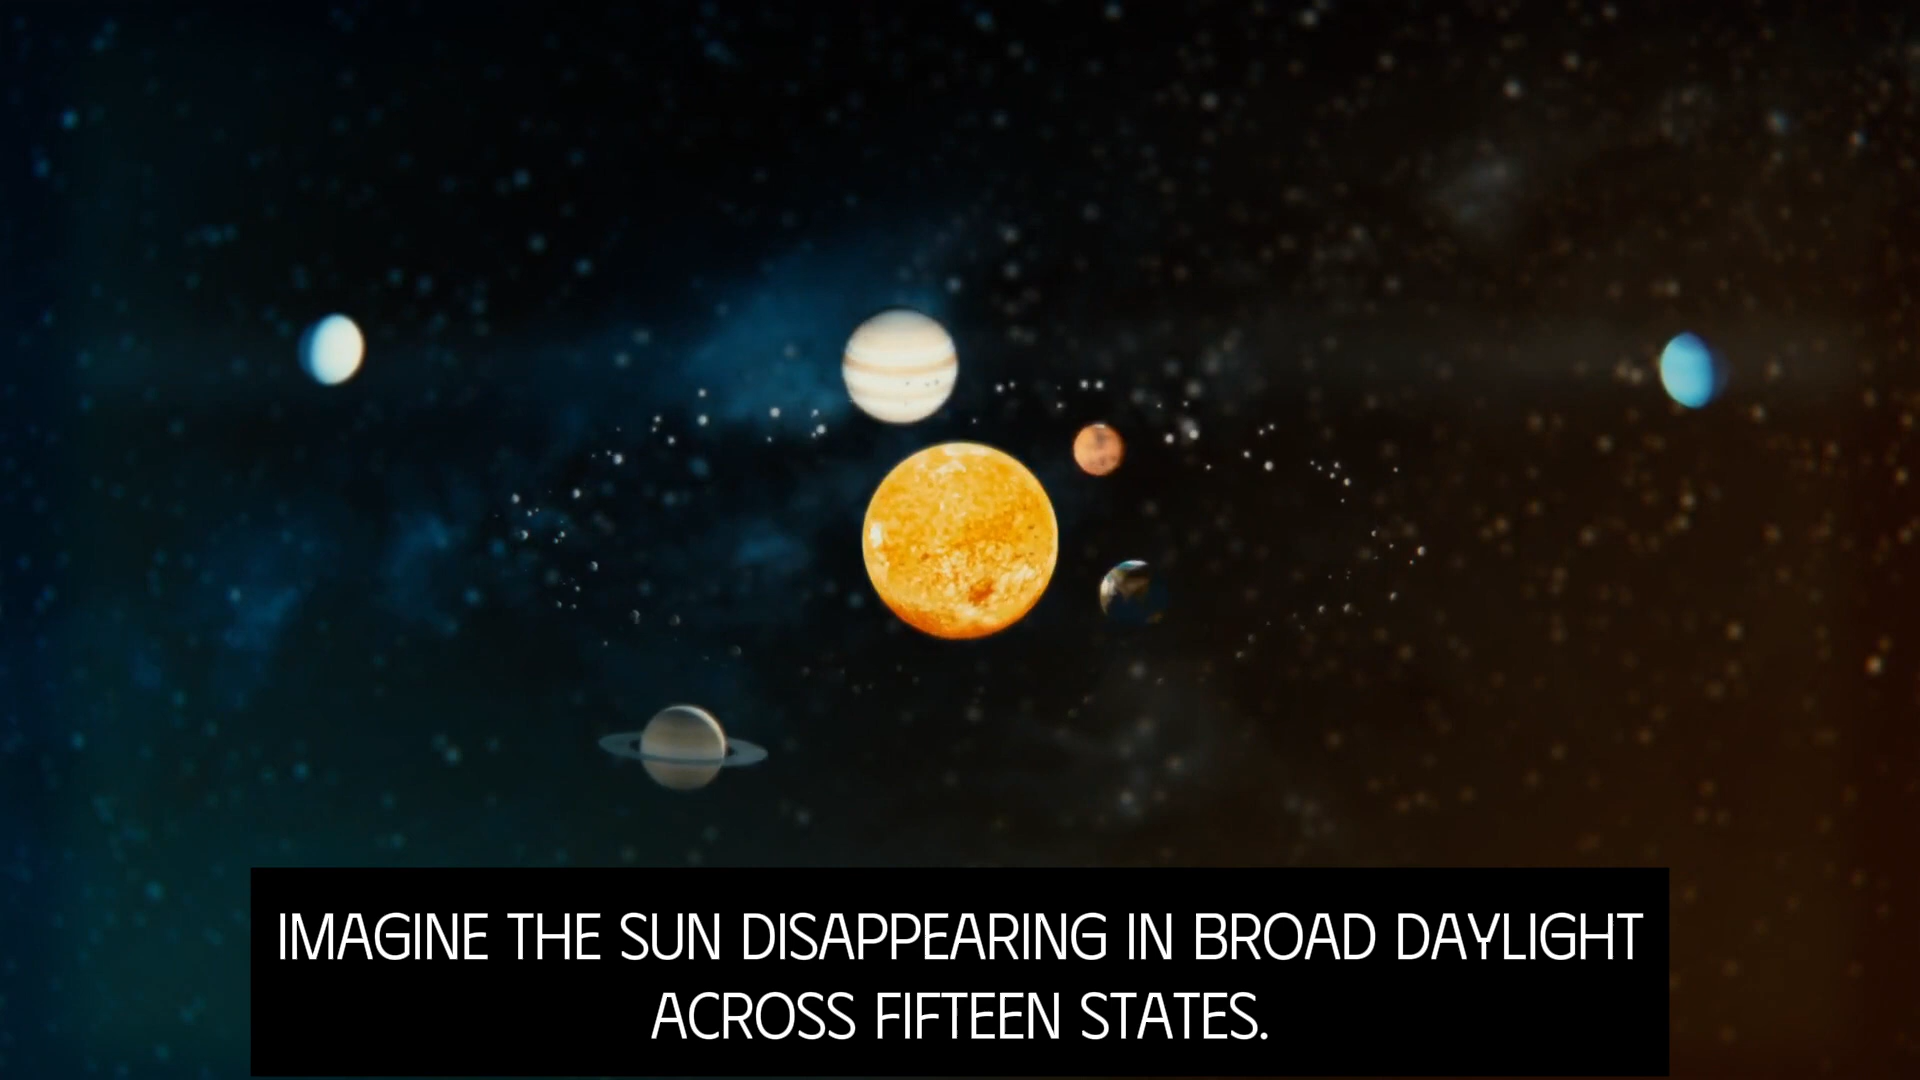 IMAGINE THE SUN DISAPPEARING IN BROAD DAYLIGHT
ACROSS FIFTEEN STATES.